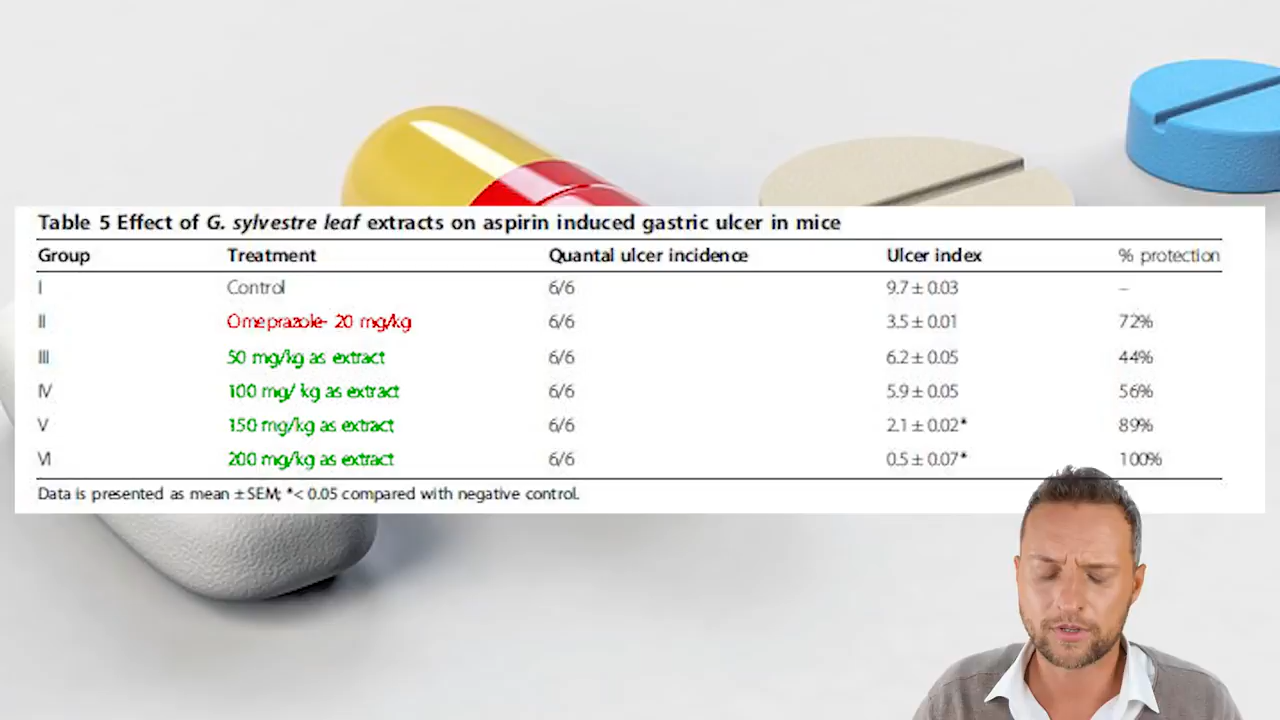 Table 5 Effect of G. sylvestre leaf extracts on aspirin induced gastric ulcer in mice
Group Treatment Quantal ulcer incidence Ulcer index % protection
I Control 6/6 9.7 ± 0.03 –
II Omeprazole- 20 mg/kg 6/6 3.5 ± 0.01 72%
III 50 mg/kg as extract 6/6 6.2 ± 0.05 44%
IV 100 mg/ kg as extract 6/6 5.9 ± 0.05 56%
V 150 mg/kg as extract 6/6 2.1 ± 0.02* 89%
VI 200 mg/kg as extract 6/6 0.5 ± 0.07* 100%
Data is presented as mean ± SEM; *< 0.05 compared with negative control.